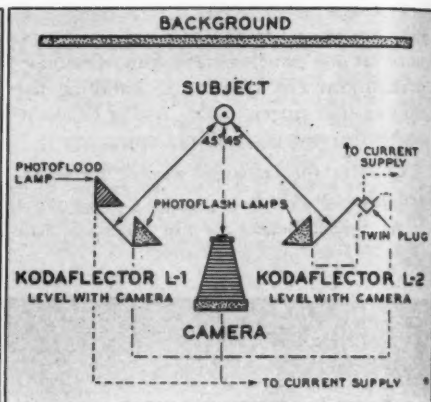 BACKGROUND
SUBJECT
45° 45°
TO CURRENT
SUPPLY
PHOTOFLOOD
LAMP
PHOTOFLASH LAMPS
TWIN PLUG
KODAFLECTOR L-1
LEVEL WITH CAMERA
KODAFLECTOR L-2
LEVEL WITH CAMERA
CAMERA
TO CURRENT SUPPLY